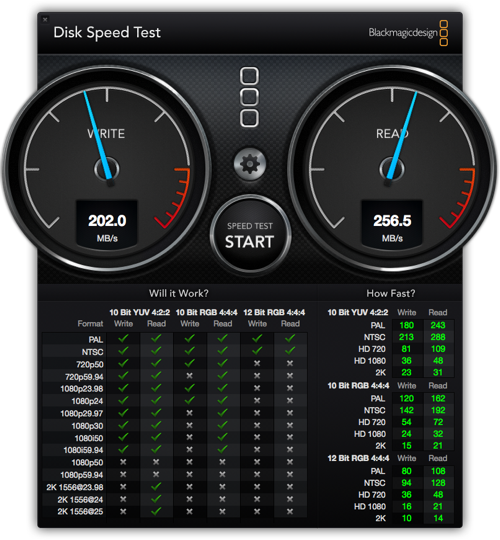 Disk Speed Test
Blackmagicdesign
WRITE
READ
202.0
MB/s
SPEED TEST
START
256.5
MB/s
Will it Work?
10 Bit YUV 4:2:2 10 Bit RGB 4:4:4 12 Bit RGB 4:4:4
Format Write Read Write Read Write Read
PAL
NTSC
720p50
720p59.94
1080p23.98
1080p24
1080p29.97
1080p30
1080i50
1080i59.94
1080p50
1080p59.94
2K 1556@23.98
2K 1556@24
2K 1556@25
How Fast?
10 Bit YUV 4:2:2 Write Read
PAL 180 243
NTSC 213 288
HD 720 81 109
HD 1080 36 48
2K 23 31
10 Bit RGB 4:4:4 Write Read
PAL 120 162
NTSC 142 192
HD 720 54 72
HD 1080 24 32
2K 15 21
12 Bit RGB 4:4:4 Write Read
PAL 80 108
NTSC 94 128
HD 720 36 48
HD 1080 16 21
2K 10 14